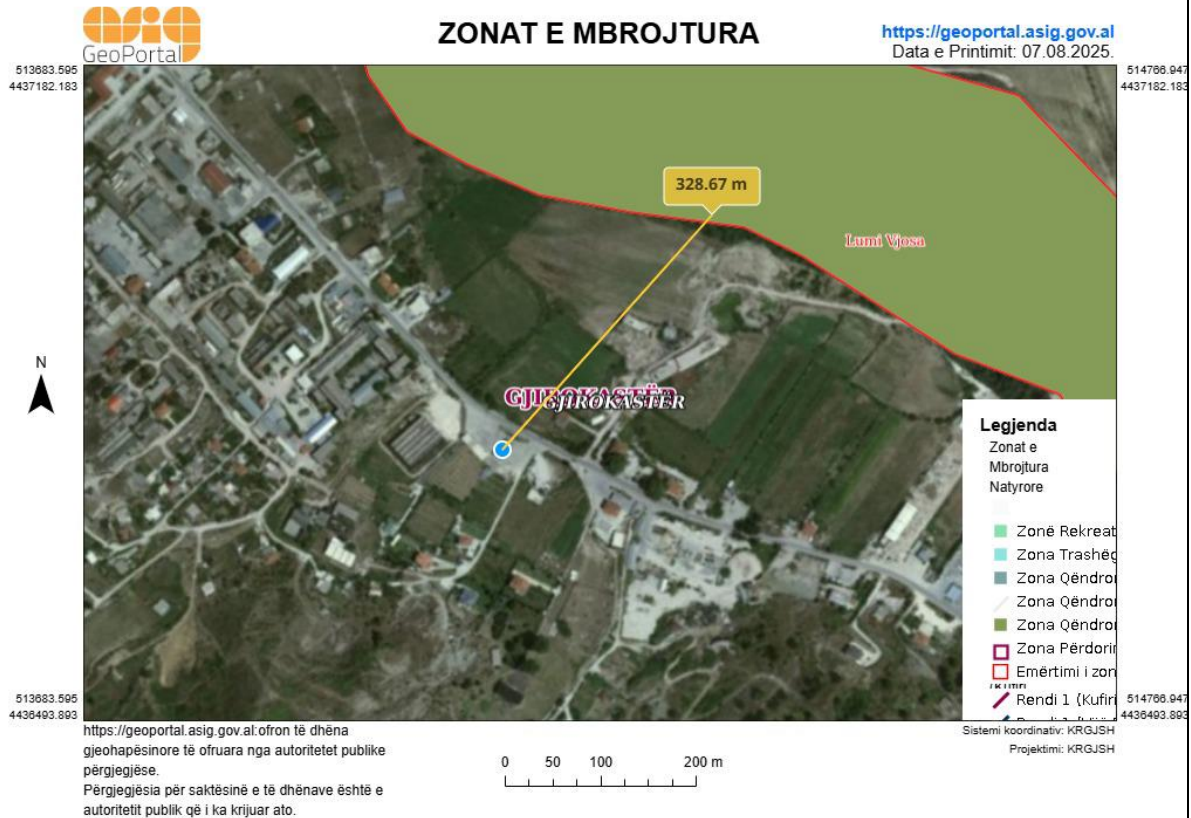 asig
GeoPortal
ZONAT E MBROJTURA
https://geoportal.asig.gov.al
Data e Printimit: 07.08.2025.
513683.595
4437182.183
514766.947
4437182.183
328.67 m
Lumi Vjosa
N
GJIROKASTËR
GJIROKASTËR
Legjenda
Zonat e
Mbrojtura
Natyrore
Zonë Rekreat
Zona Trashëg
Zona Qëndror
Zona Qëndror
Zona Qëndror
Zona Përdorir
Emërtimi i zon
Rendi 1 (Kufiri
513683.595
4436493.893
514766.947
4436493.893
https://geoportal.asig.gov.al:ofron të dhëna
gjeohapësinore të ofruara nga autoritetet publike
përgjegjëse.
Përgjegjësia për saktësinë e të dhënave është e
autoritetit publik që i ka krijuar ato.
0 50 100 200 m
Sistemi koordinativ: KRGJSH
Projektimi: KRGJSH